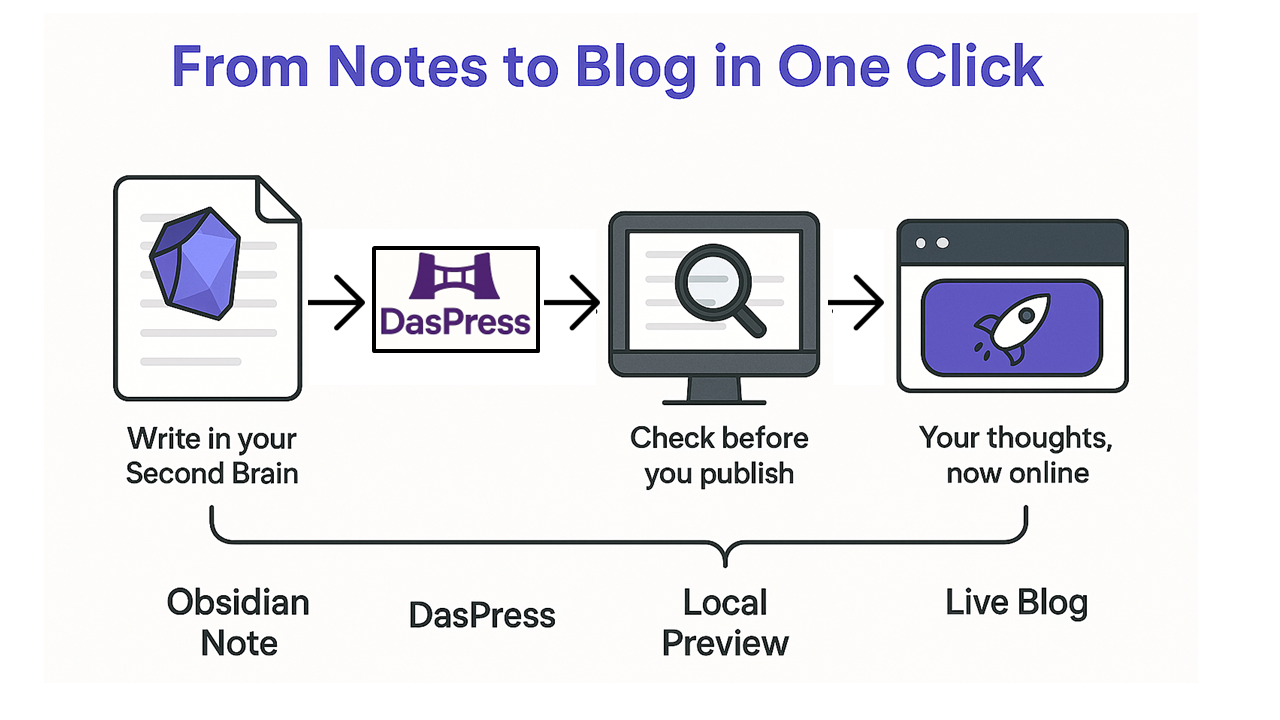 From Notes to Blog in One Click
DasPress
Write in your
Second Brain
Check before
you publish
Your thoughts,
now online
Obsidian
Note
DasPress
Local
Preview
Live Blog